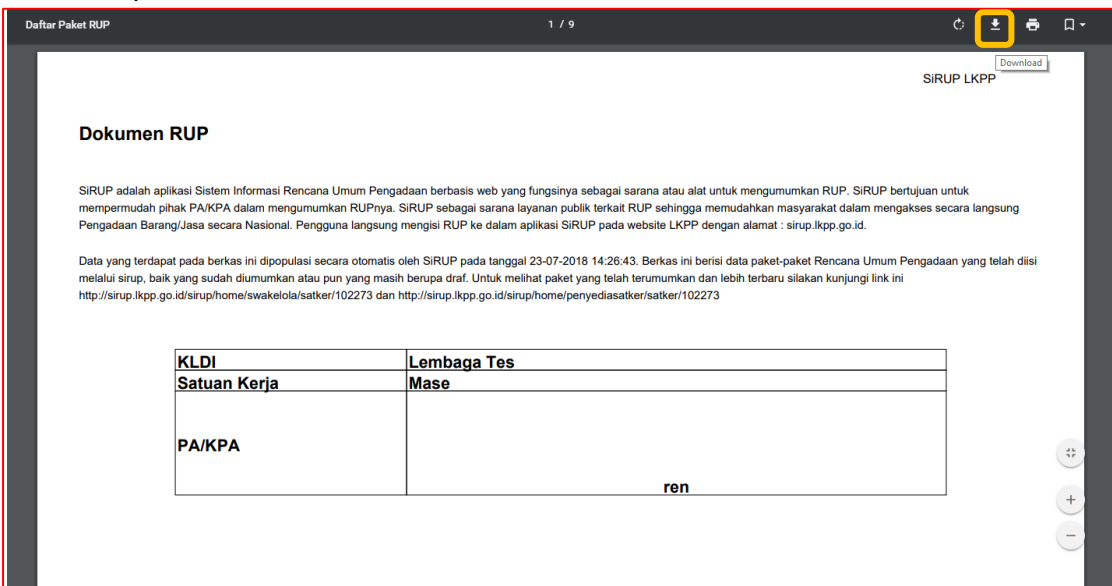 Daftar Paket RUP 1 / 9
Download
SiRUP LKPP
Dokumen RUP
SiRUP adalah aplikasi Sistem Informasi Rencana Umum Pengadaan berbasis web yang fungsinya sebagai sarana atau alat untuk mengumumkan RUP. SiRUP bertujuan untuk
mempermudah pihak PA/KPA dalam mengumumkan RUPnya. SiRUP sebagai sarana layanan publik terkait RUP sehingga memudahkan masyarakat dalam mengakses secara langsung
Pengadaan Barang/Jasa secara Nasional. Pengguna langsung mengisi RUP ke dalam aplikasi SiRUP pada website LKPP dengan alamat : sirup.lkpp.go.id.
Data yang terdapat pada berkas ini dipopulasi secara otomatis oleh SiRUP pada tanggal 23-07-2018 14:26:43. Berkas ini berisi data paket-paket Rencana Umum Pengadaan yang telah diisi
melalui sirup, baik yang sudah diumumkan atau pun yang masih berupa draf. Untuk melihat paket yang telah terumumkan dan lebih terbaru silakan kunjungi link ini
http://sirup.lkpp.go.id/sirup/home/swakelola/satker/102273 dan http://sirup.lkpp.go.id/sirup/home/penyediasatker/satker/102273
KLDI Lembaga Tes
Satuan Kerja Mase
PA/KPA
ren